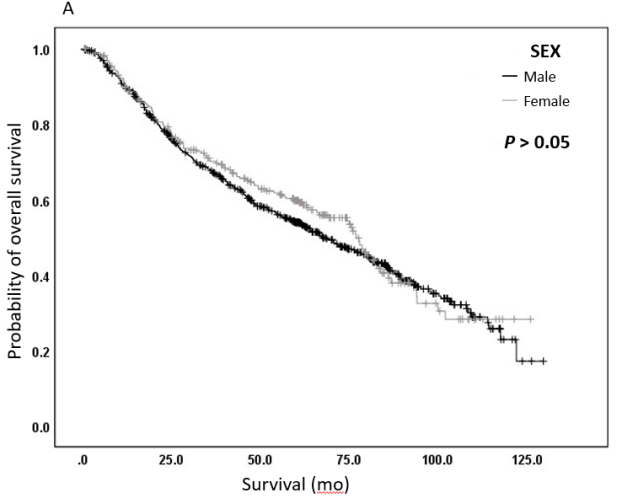 A
SEX
Male
Female
P > 0.05
Probability of overall survival
1.0
0.8
0.6
0.4
0.2
0.0
.0 25.0 50.0 75.0 100.0 125.0
Survival (mo)